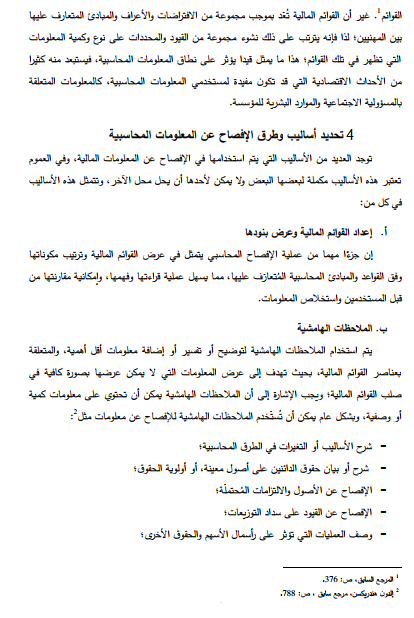 القوائم1. غير أن القوائم المالية تُعَد بموجب مجموعة من الافتراضات والأعراف والمبادئ المتعارف عليها
بين المهنيين؛ لذا فإنه يترتب على ذلك نشوء مجموعة من القيود والمحددات على نوع وكمية المعلومات
التي تظهر في تلك القوائم؛ هذا ما يمثل قيدا يؤثر على نطاق المعلومات المحاسبية، فيستبعد منه كثيرا
من الأحداث الاقتصادية التي قد تكون مفيدة لمستخدمي المعلومات المحاسبية، كالمعلومات المتعلقة
بالمسؤولية الاجتماعية والموارد البشرية للمؤسسة.
4 تحديد أساليب وطرق الإفصاح عن المعلومات المحاسبية
توجد العديد من الأساليب التي يتم استخدامها في الإفصاح عن المعلومات المالية، وفي العموم
تعتبر هذه الأساليب مكملة لبعضها البعض ولا يمكن لأحدها أن يحل محل الآخر، وتتمثل هذه الأساليب
في كل من:
أ. إعداد القوائم المالية وعرض بنودها
إن جزءًا مهما من عملية الإفصاح المحاسبي يتمثل في عرض القوائم المالية وترتيب مكوناتها
وفق القواعد والمبادئ المحاسبية المُتعارَف عليها، مما يسهل عملية قراءتها وفهمها، وإمكانية مقارنتها من
قبل المستخدمين واستخلاص المعلومات.
ب. الملاحظات الهامشية
يتم استخدام الملاحظات الهامشية لتوضيح أو تفسير أو إضافة معلومات أقل أهمية، والمتعلقة
بعناصر القوائم المالية، بحيث تهدف إلى عرض المعلومات التي لا يمكن عرضها بصورة كافية في
صلب القوائم المالية؛ ويجب الإشارة إلى أن الملاحظات الهامشية يمكن أن تحتوي على معلومات كمية
أو وصفية، وبشكل عام يمكن أن تُستَخدم الملاحظات الهامشية للإفصاح عن معلومات مثل2:
– شرح الأساليب أو التغيرات في الطرق المحاسبية؛
– شرح أو بيان حقوق الدائنين على أصول معينة، أو أولوية الحقوق؛
– الإفصاح عن الأصول والالتزامات المُحتملَة؛
– الإفصاح عن القيود على سداد التوزيعات؛
– وصف العمليات التي تؤثر على رأسمال الأسهم والحقوق الأخرى؛
1 المرجع السابق، ص: 376.
2 إلدون هندريكسن، مرجع سابق ، ص: 788.